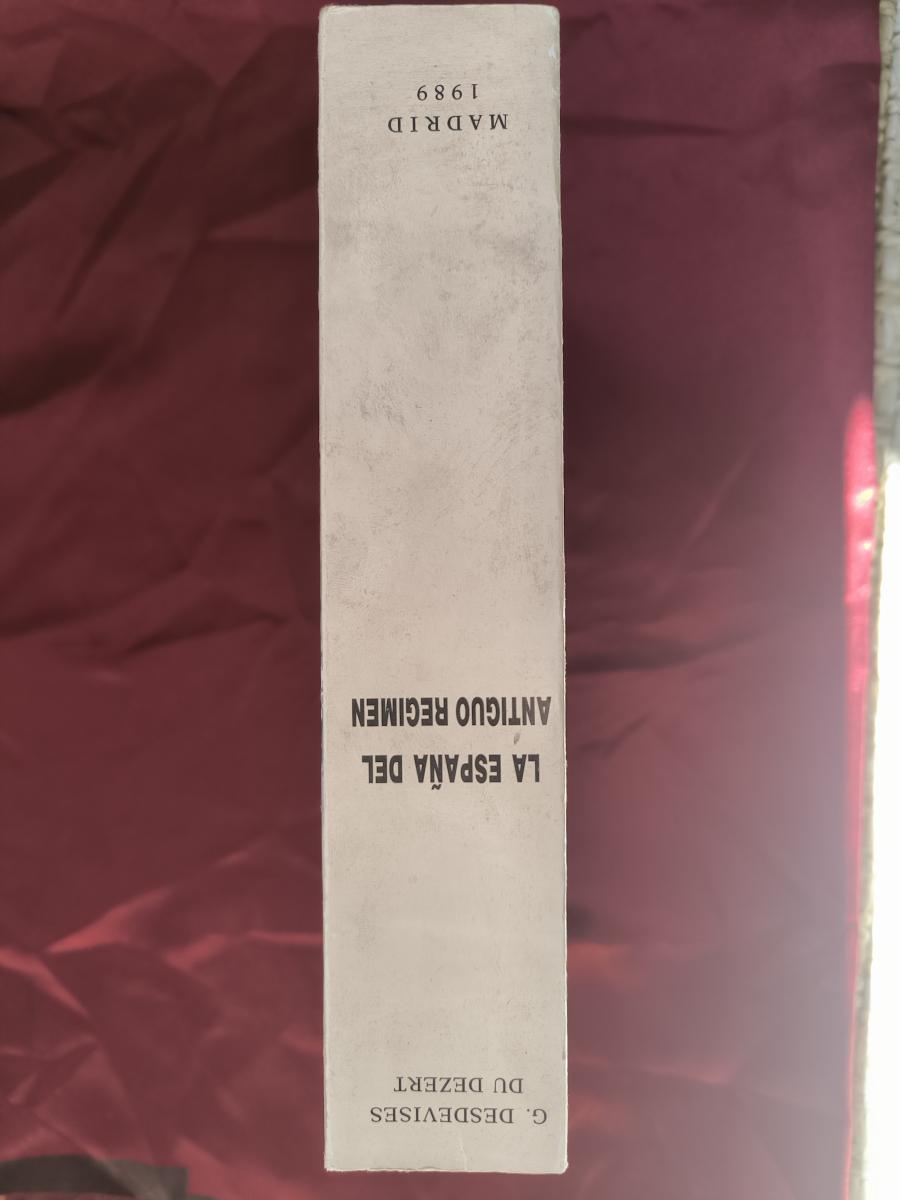 G. DESDEVISES
DU DEZERT
LA ESPAÑA DEL
ANTIGUO REGIMEN
MADRID
1989